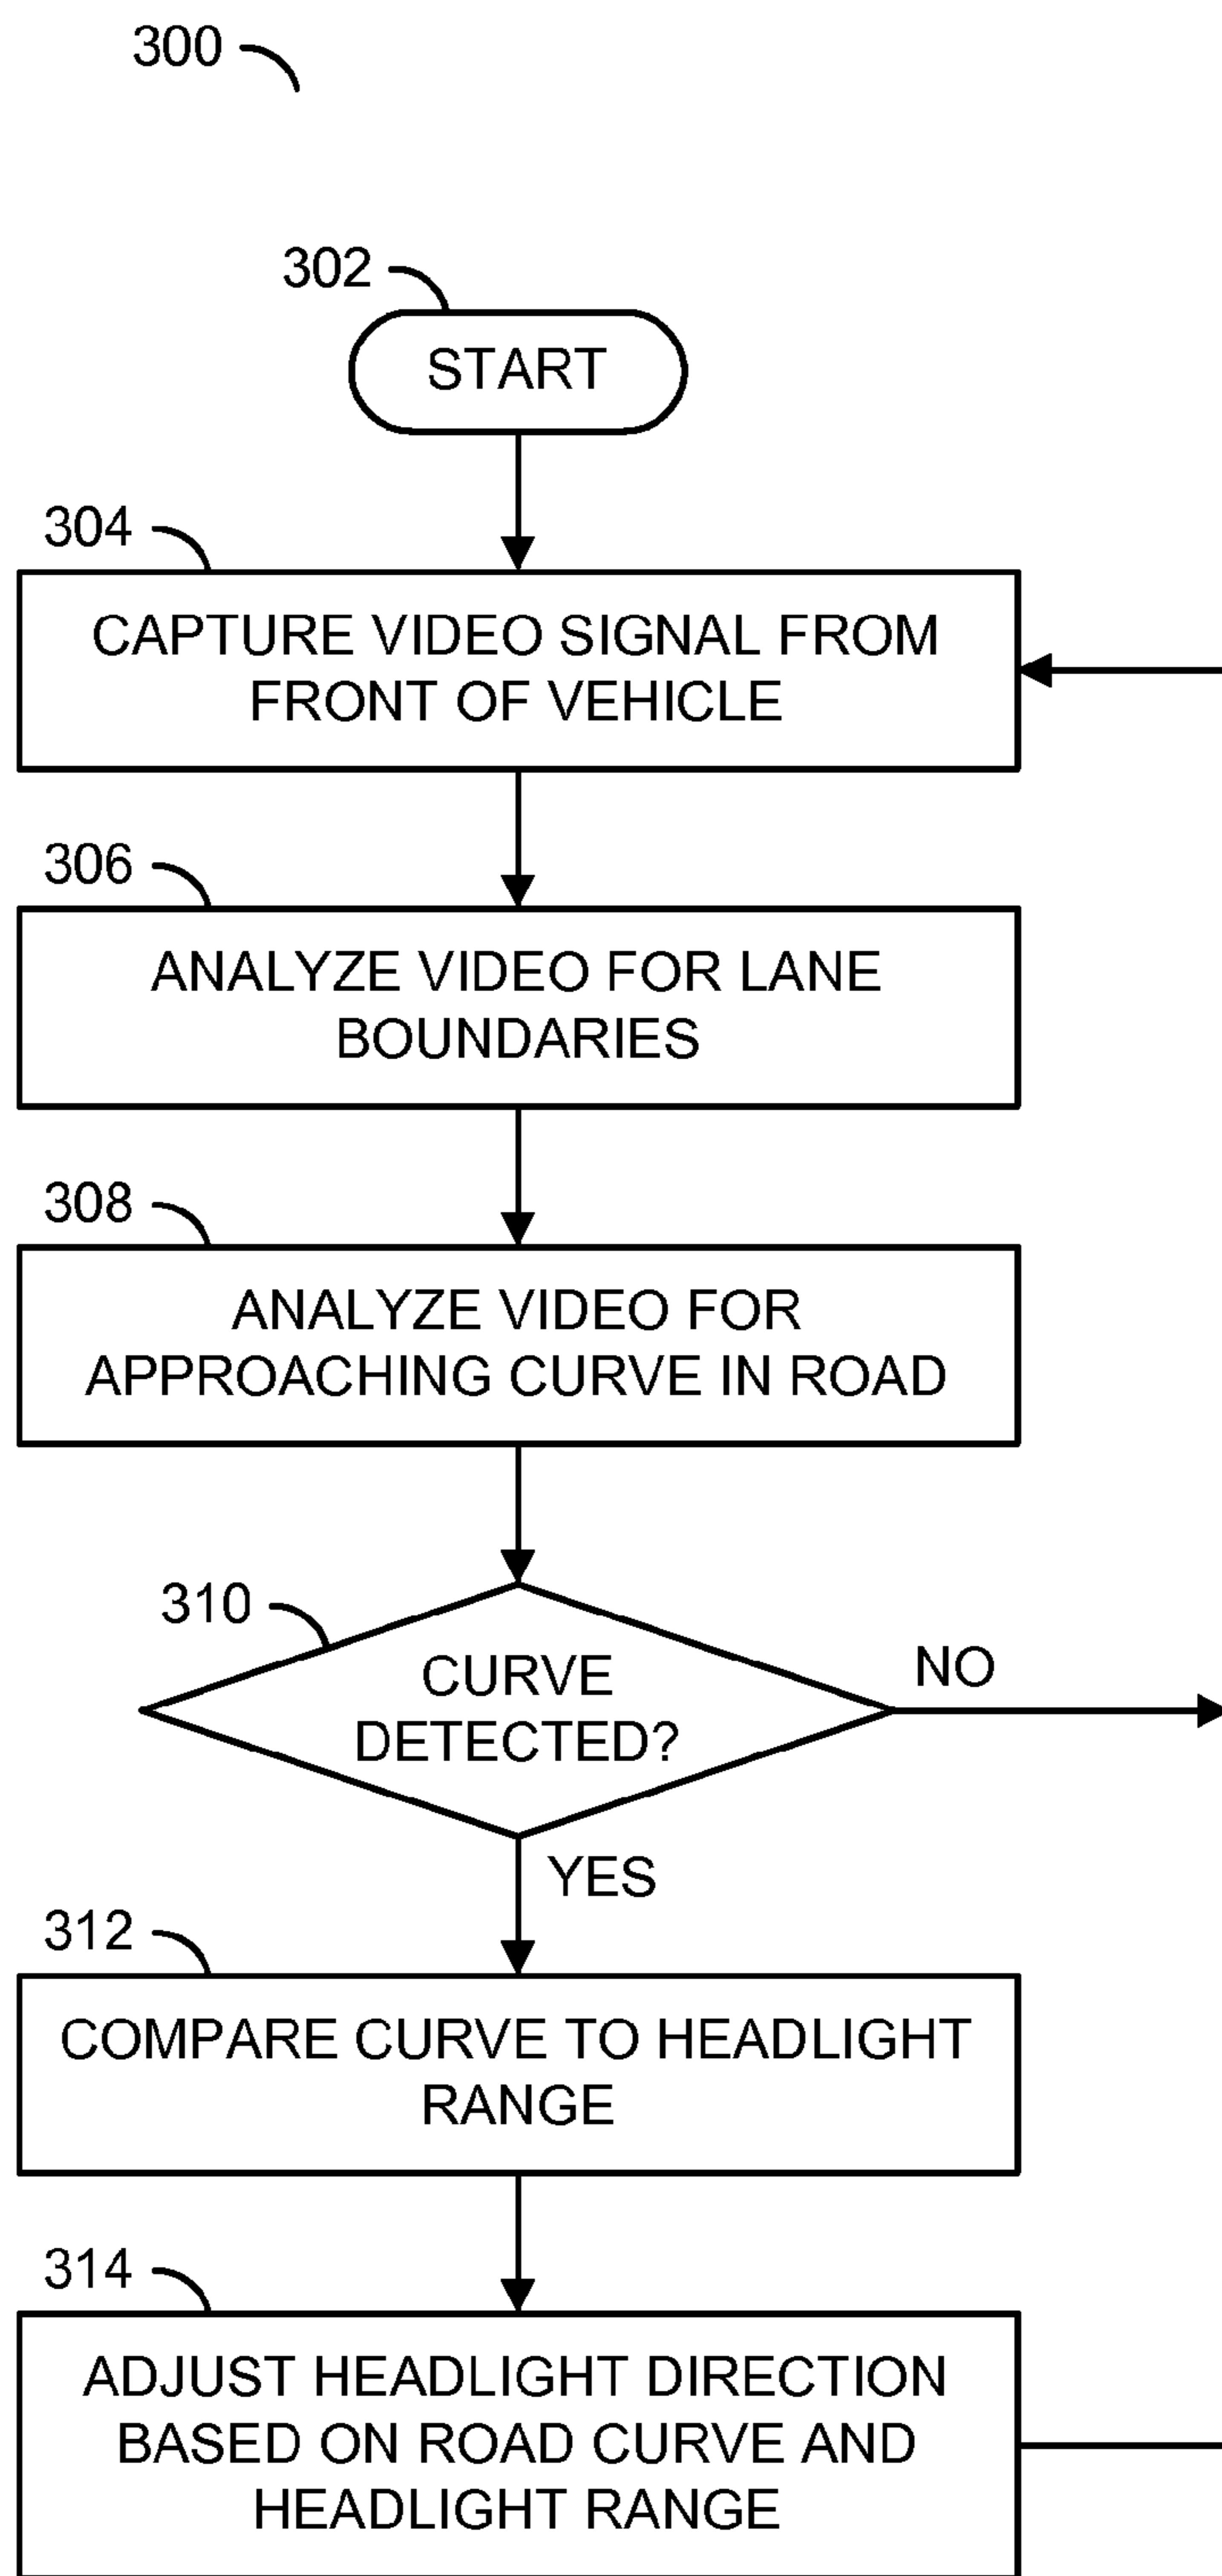 300
302
START
304
CAPTURE VIDEO SIGNAL FROM
FRONT OF VEHICLE
306
ANALYZE VIDEO FOR LANE
BOUNDARIES
308
ANALYZE VIDEO FOR
APPROACHING CURVE IN ROAD
310
CURVE
DETECTED?
NO
YES
312
COMPARE CURVE TO HEADLIGHT
RANGE
314
ADJUST HEADLIGHT DIRECTION
BASED ON ROAD CURVE AND
HEADLIGHT RANGE